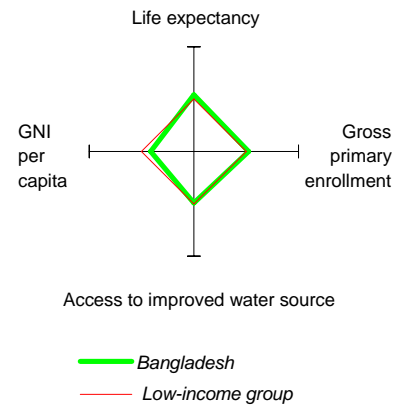 Life expectancy
GNI
per
capita
Gross
primary
enrollment
Access to improved water source
Bangladesh
Low-income group